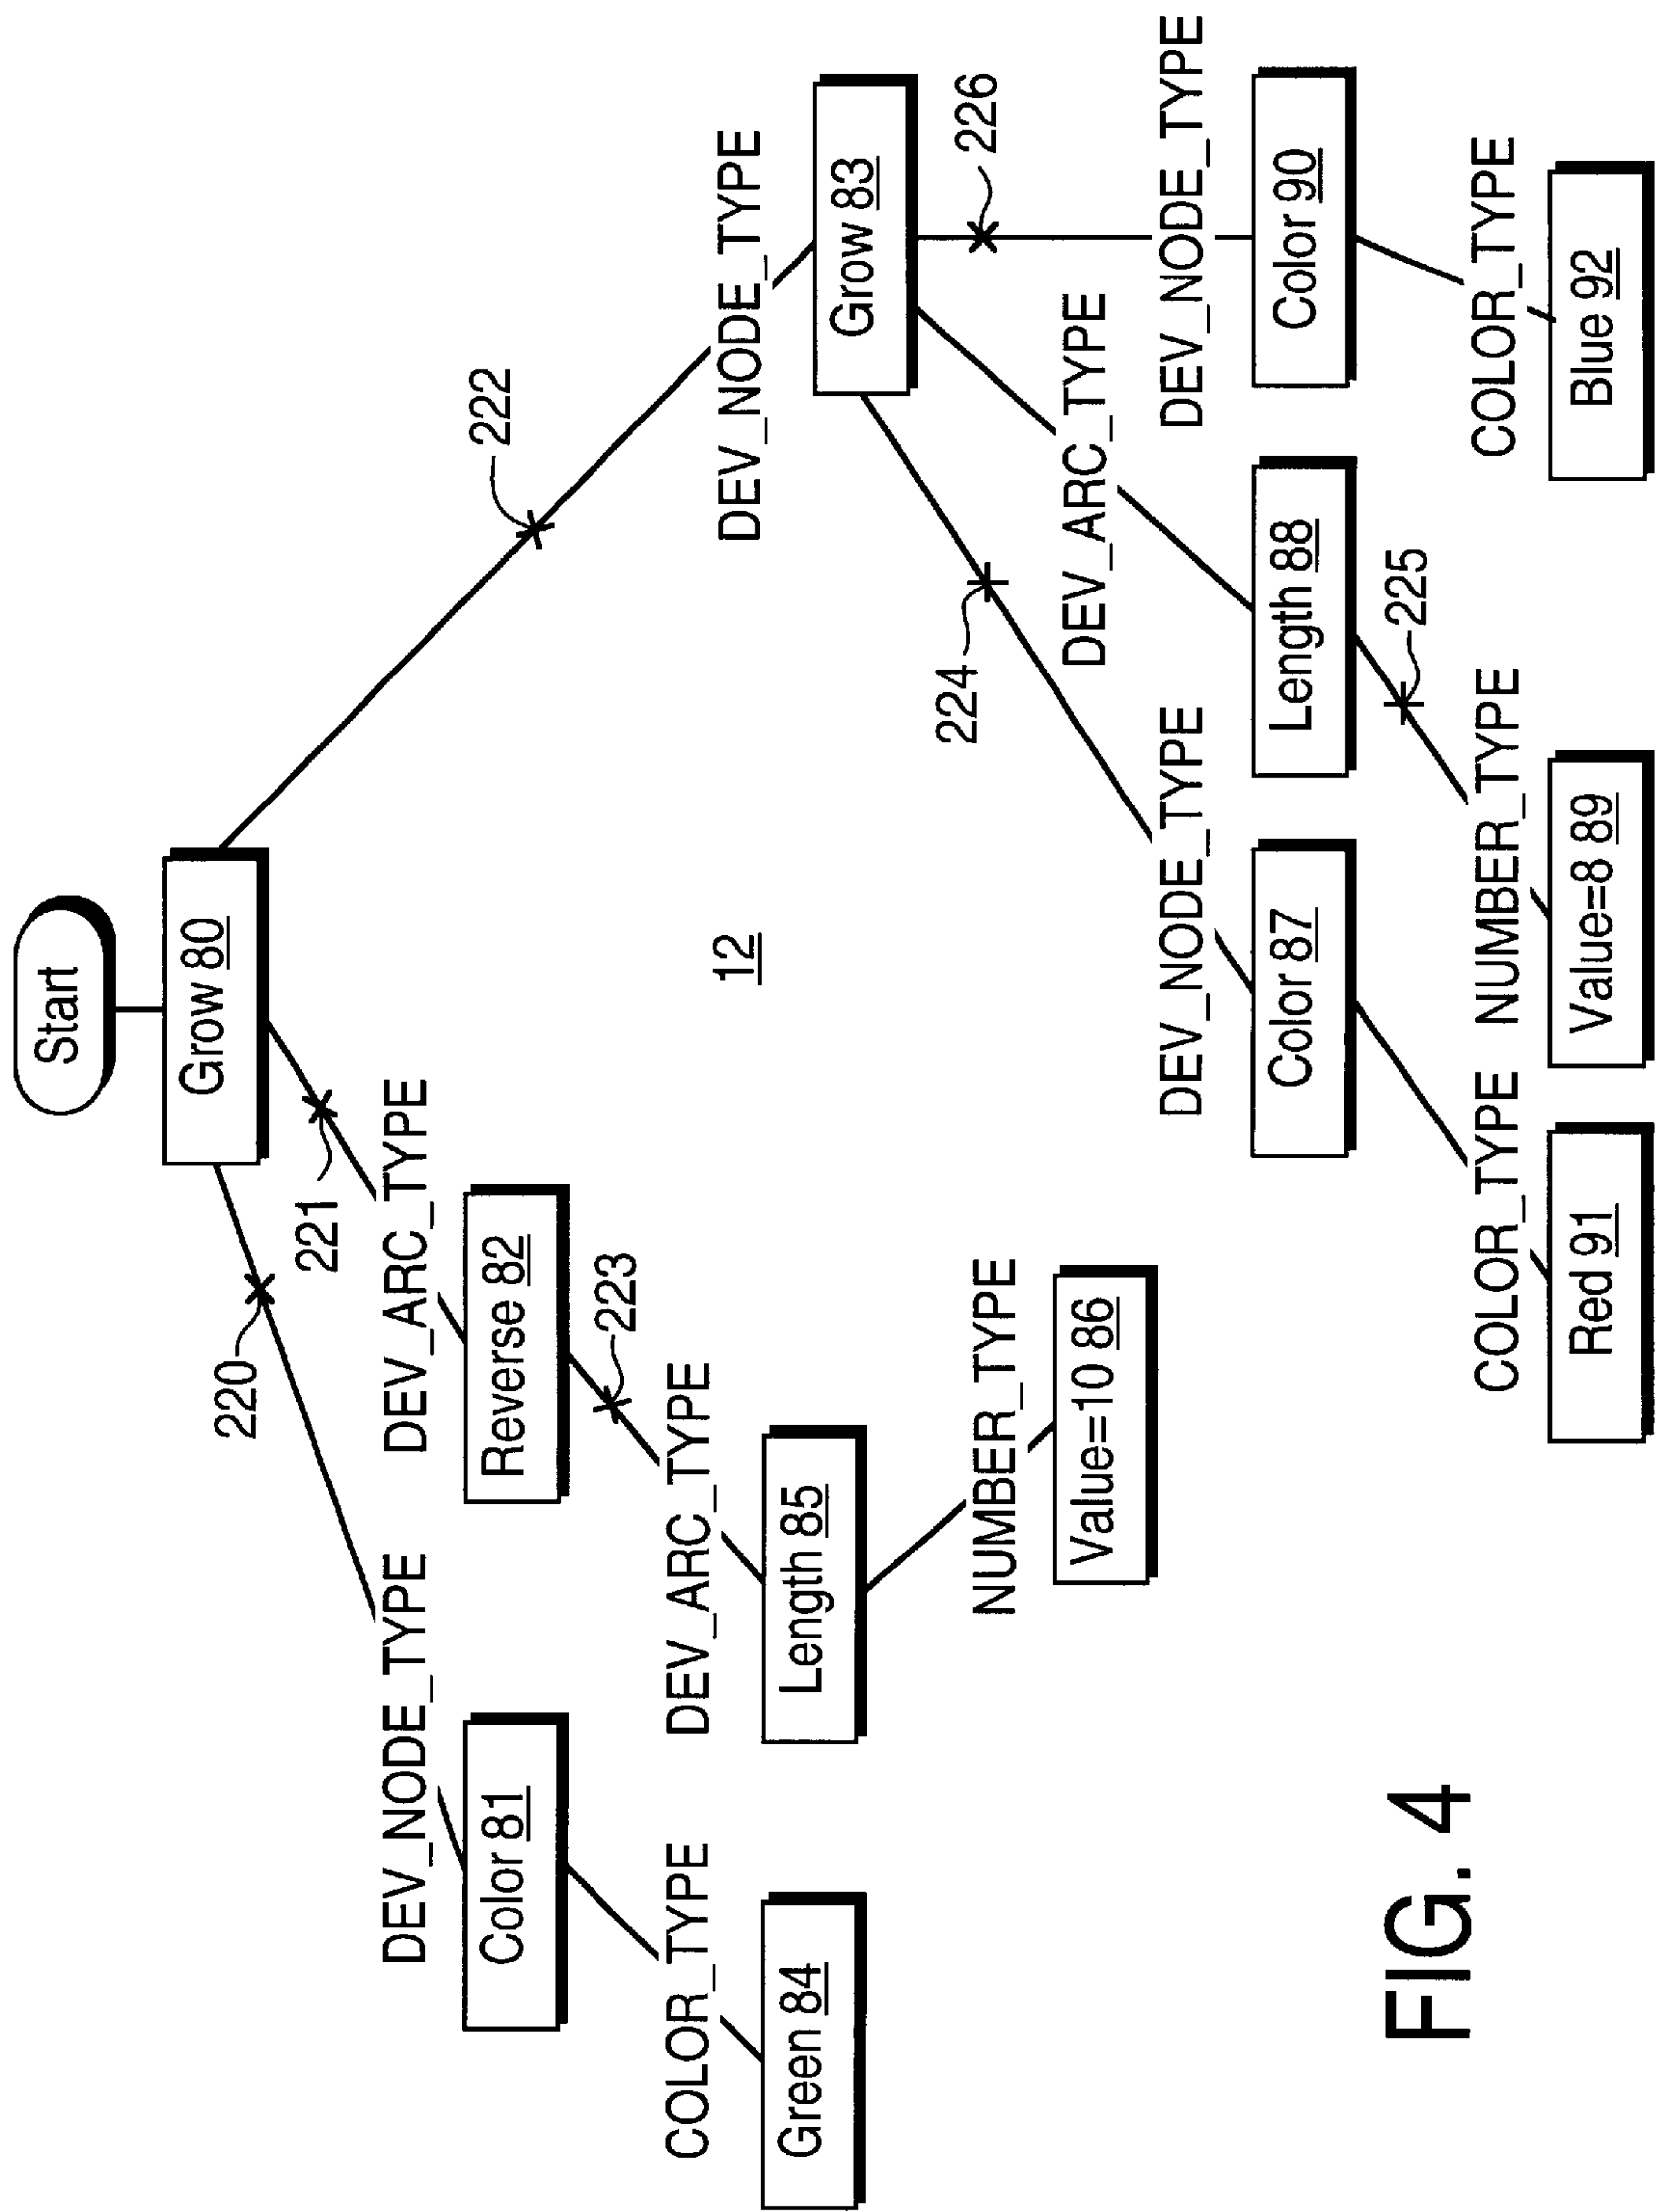 Start
Grow 80
220
221
222
DEV_NODE_TYPE
DEV_ARC_TYPE
Color 81
Reverse 82
223
12
COLOR_TYPE
DEV_ARC_TYPE
DEV_NODE_TYPE
Green 84
Length 85
Grow 83
224
226
NUMBER_TYPE
DEV_ARC_TYPE
Value=10 86
DEV_NODE_TYPE
DEV_NODE_TYPE
Color 87
Length 88
Color 90
225
COLOR_TYPE
NUMBER_TYPE
COLOR_TYPE
Red 91
Value=8 89
Blue 92
FIG. 4